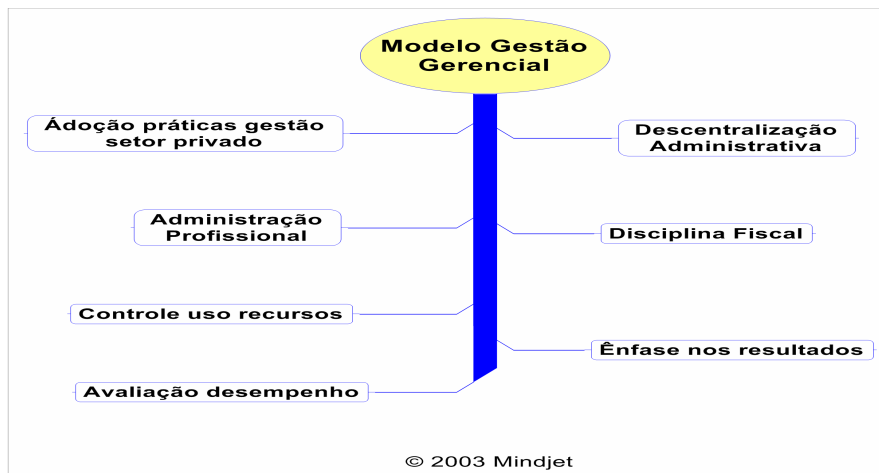 Modelo Gestão
Gerencial
Ádoção práticas gestão
setor privado
Descentralização
Administrativa
Administração
Profissional
Disciplina Fiscal
Controle uso recursos
Ênfase nos resultados
Avaliação desempenho
© 2003 Mindjet